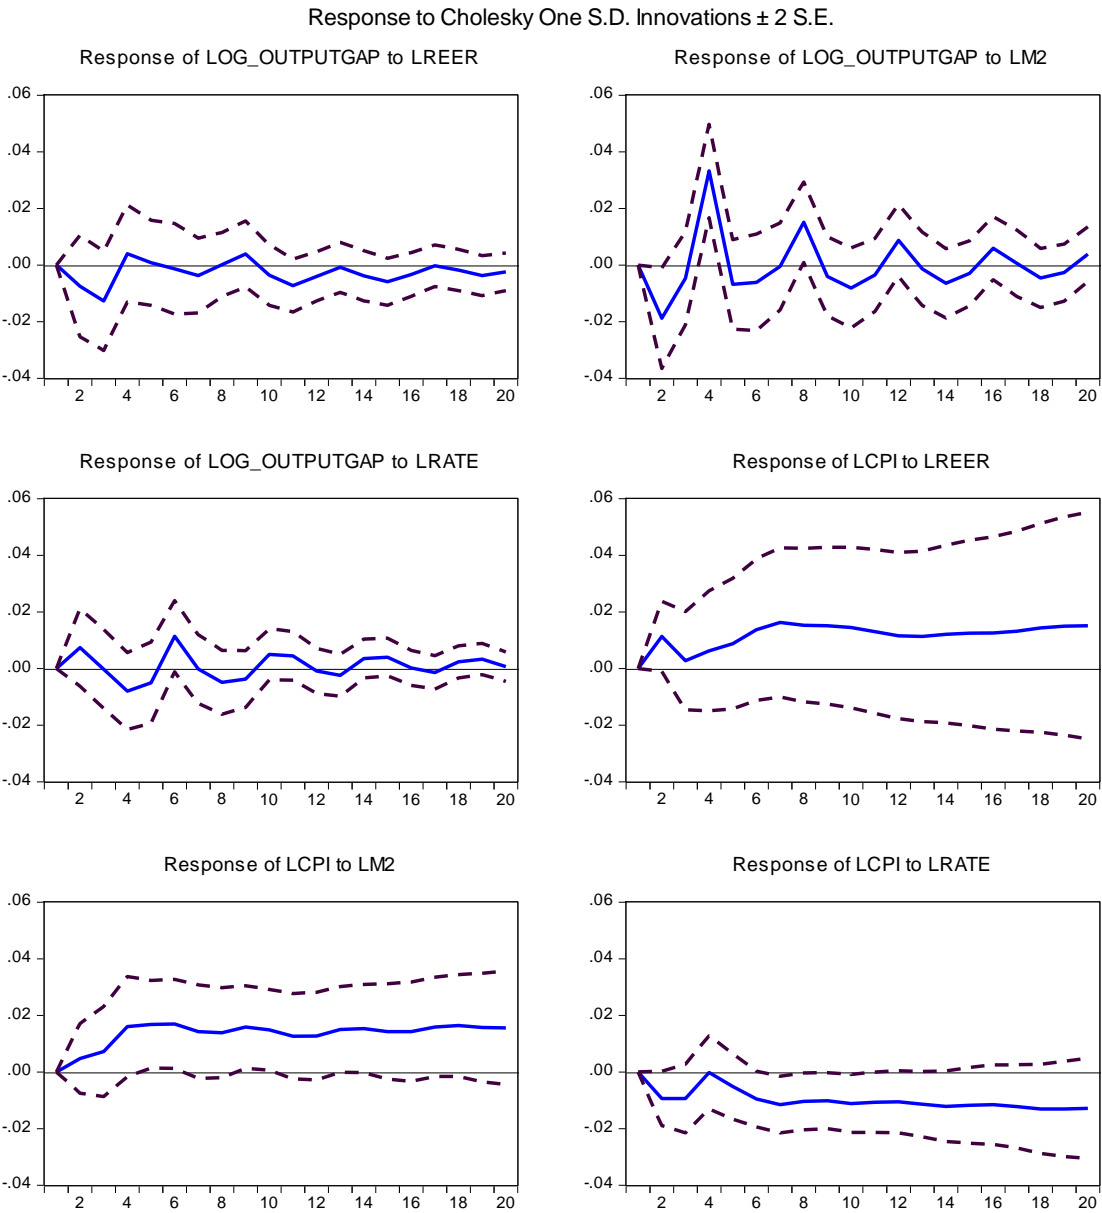 Response to Cholesky One S.D. Innovations ± 2 S.E.
Response of LOG_OUTPUTGAP to LREER
.06
.04
.02
.00
-.02
-.04
2 4 6 8 10 12 14 16 18 20
Response of LOG_OUTPUTGAP to LM2
.06
.04
.02
.00
-.02
-.04
2 4 6 8 10 12 14 16 18 20
Response of LOG_OUTPUTGAP to LRATE
.06
.04
.02
.00
-.02
-.04
2 4 6 8 10 12 14 16 18 20
Response of LCPI to LREER
.06
.04
.02
.00
-.02
-.04
2 4 6 8 10 12 14 16 18 20
Response of LCPI to LM2
.06
.04
.02
.00
-.02
-.04
2 4 6 8 10 12 14 16 18 20
Response of LCPI to LRATE
.06
.04
.02
.00
-.02
-.04
2 4 6 8 10 12 14 16 18 20